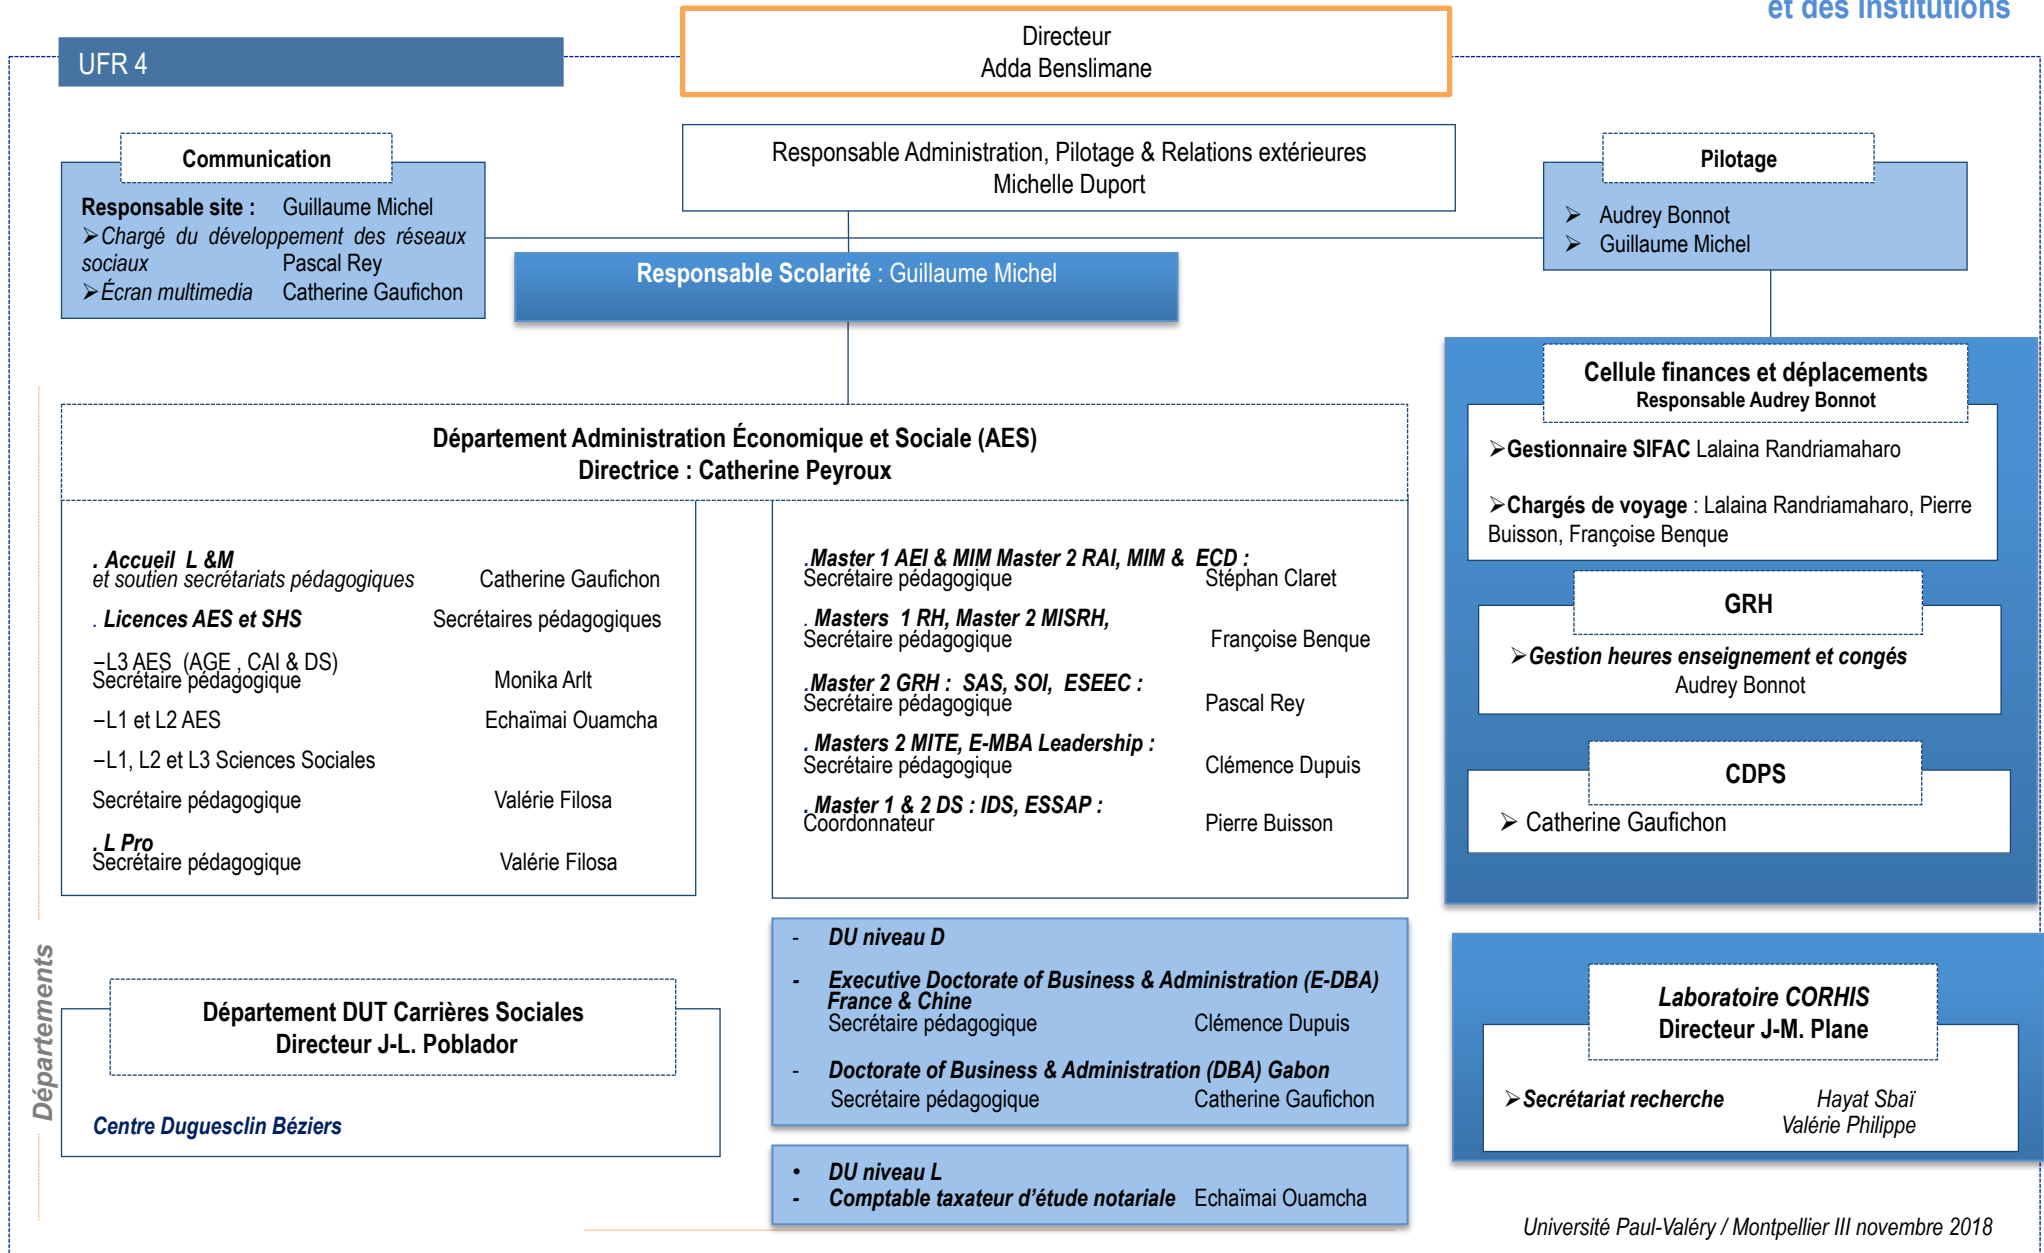 et des Institutions
UFR 4
Directeur
Adda Benslimane
Responsable Administration, Pilotage & Relations extérieures
Michelle Duport
Communication
Responsable site : Guillaume Michel
➢Chargé du développement des réseaux
sociaux Pascal Rey
➢Écran multimedia Catherine Gaufichon
Pilotage
➢ Audrey Bonnot
➢ Guillaume Michel
Responsable Scolarité : Guillaume Michel
Département Administration Économique et Sociale (AES)
Directrice : Catherine Peyroux
. Accueil L &M
et soutien secrétariats pédagogiques Catherine Gaufichon
. Licences AES et SHS Secrétaires pédagogiques
–L3 AES (AGE , CAI & DS)
Secrétaire pédagogique Monika Arlt
–L1 et L2 AES Echaïmai Ouamcha
–L1, L2 et L3 Sciences Sociales
Secrétaire pédagogique Valérie Filosa
. L Pro
Secrétaire pédagogique Valérie Filosa
.Master 1 AEI & MIM Master 2 RAI, MIM & ECD :
Secrétaire pédagogique Stéphan Claret
. Masters 1 RH, Master 2 MISRH,
Secrétaire pédagogique Françoise Benque
.Master 2 GRH : SAS, SOI, ESEEC :
Secrétaire pédagogique Pascal Rey
. Masters 2 MITE, E-MBA Leadership :
Secrétaire pédagogique Clémence Dupuis
. Master 1 & 2 DS : IDS, ESSAP :
Coordonnateur Pierre Buisson
Cellule finances et déplacements
Responsable Audrey Bonnot
➢Gestionnaire SIFAC Lalaina Randriamaharo
➢Chargés de voyage : Lalaina Randriamaharo, Pierre
Buisson, Françoise Benque
GRH
➢Gestion heures enseignement et congés
Audrey Bonnot
CDPS
➢ Catherine Gaufichon
Départements
Département DUT Carrières Sociales
Directeur J-L. Poblador
Centre Duguesclin Béziers
- DU niveau D
- Executive Doctorate of Business & Administration (E-DBA)
France & Chine
Secrétaire pédagogique Clémence Dupuis
- Doctorate of Business & Administration (DBA) Gabon
Secrétaire pédagogique Catherine Gaufichon
• DU niveau L
- Comptable taxateur d’étude notariale Echaïmai Ouamcha
Laboratoire CORHIS
Directeur J-M. Plane
➢Secrétariat recherche Hayat Sbaï
Valérie Philippe
Université Paul-Valéry / Montpellier III novembre 2018